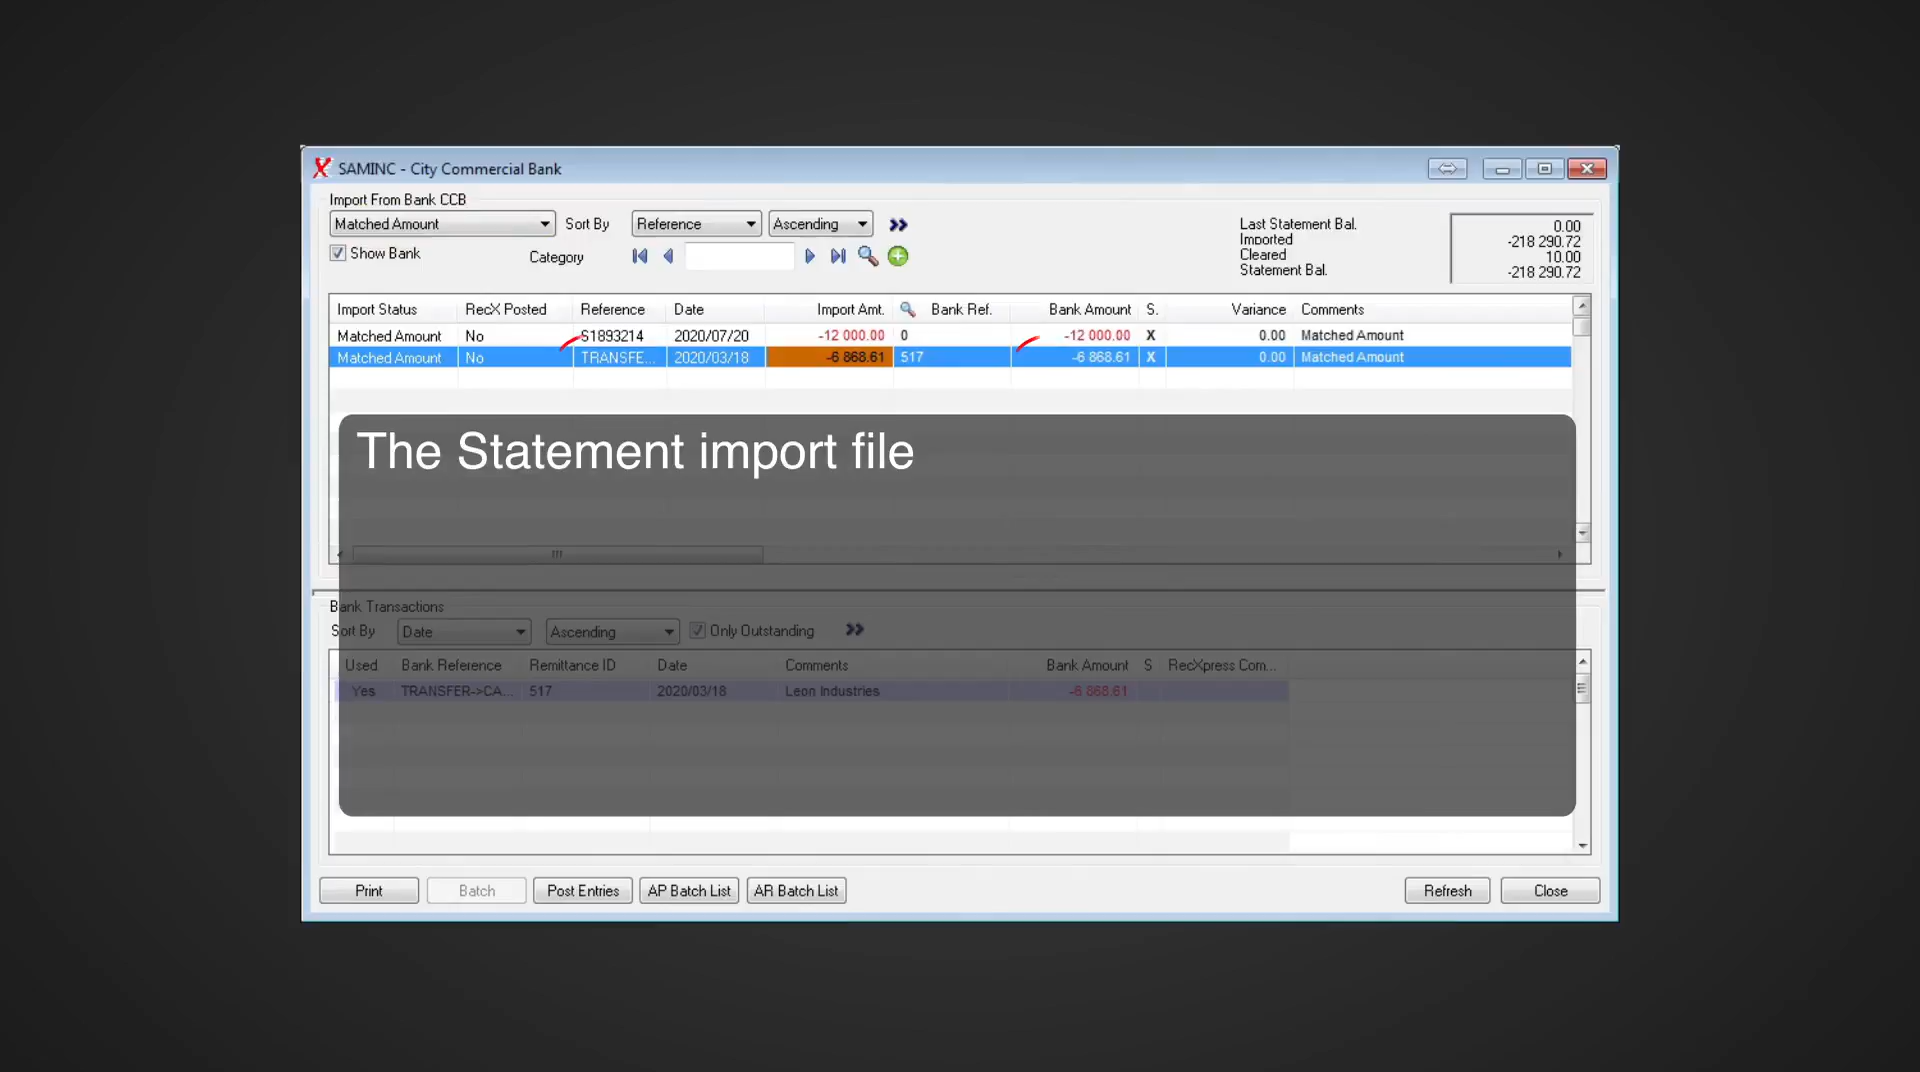 SAMINC - City Commercial Bank
Import From Bank CCB
Matched Amount Sort By Reference Ascending
Show Bank Category
Last Statement Bal. 0.00
Imported -218 290.72
Cleared 10.00
Statement Bal. -218 290.72
Import Status RecX Posted Reference Date Import Amt. Bank Ref. Bank Amount S. Variance Comments
Matched Amount No S1893214 2020/07/20 -12 000.00 0 -12 000.00 X 0.00 Matched Amount
Matched Amount No TRANSFE... 2020/03/18 -6 868.61 517 -6 868.61 X 0.00 Matched Amount
The Statement import file
Bank Transactions
Sort By Date Ascending Only Outstanding
Used Bank Reference Remittance ID Date Comments Bank Amount S RecXpress Com...
Yes TRANSFER->CA... 517 2020/03/18 Leon Industries -6 868.61
Print Batch Post Entries AP Batch List AR Batch List Refresh Close